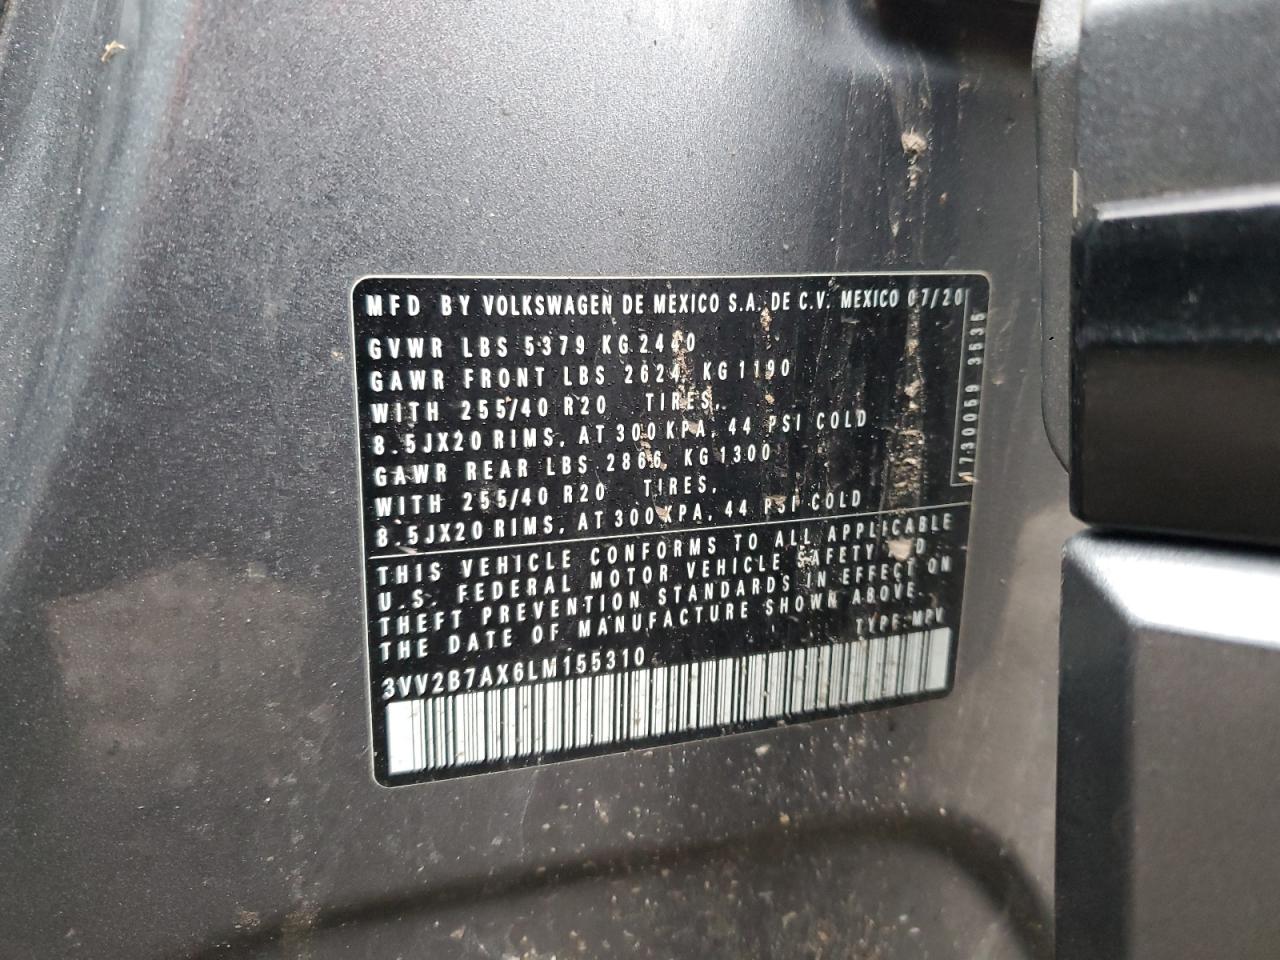 MFD BY VOLKSWAGEN DE MEXICO S.A. DE C.V. MEXICO 07/20
GVWR LBS 5379 KG 2440
GAWR FRONT LBS 2624 KG 1190
WITH 255/40 R20 TIRES,
8.5JX20 RIMS, AT 300 KPA, 44 PSI COLD
GAWR REAR LBS 2866 KG 1300
WITH 255/40 R20 TIRES,
8.5JX20 RIMS, AT 300 KPA, 44 PSI COLD
1730059 3535
THIS VEHICLE CONFORMS TO ALL APPLICABLE
U.S. FEDERAL MOTOR VEHICLE SAFETY AND
THEFT PREVENTION STANDARDS IN EFFECT ON
THE DATE OF MANUFACTURE SHOWN ABOVE.
TYPE: MPV
3VV2B7AX6LM155310